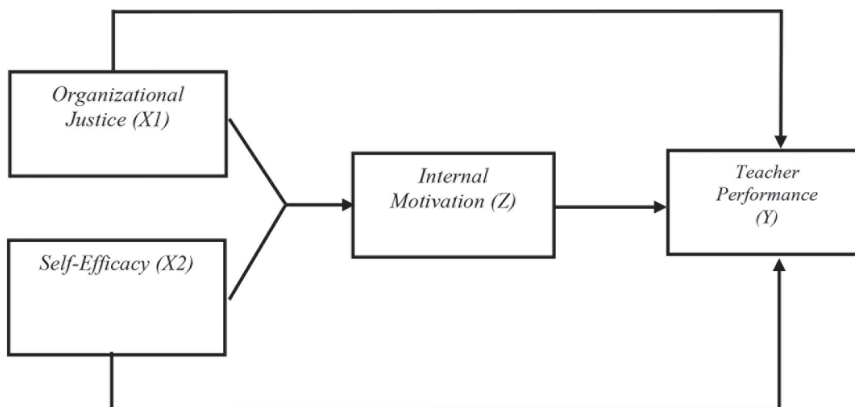 Organizational
Justice (X1)
Internal
Motivation (Z)
Teacher
Performance
(Y)
Self-Efficacy (X2)